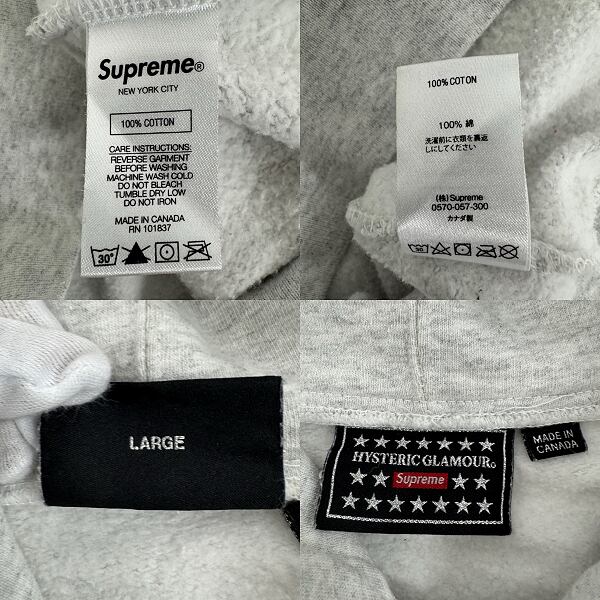 Supreme®
NEW YORK CITY
100% COTTON
CARE INSTRUCTIONS:
REVERSE GARMENT
BEFORE WASHING
MACHINE WASH COLD
DO NOT BLEACH
TUMBLE DRY LOW
DO NOT IRON
MADE IN CANADA
RN 101837
30°
100% COTON
100% 綿
洗濯前に衣類を裏返
しにしてください
(株) Supreme
0570-057-300
カナダ製
LARGE
HYSTERIC GLAMOUR
Supreme
MADE IN
CANADA